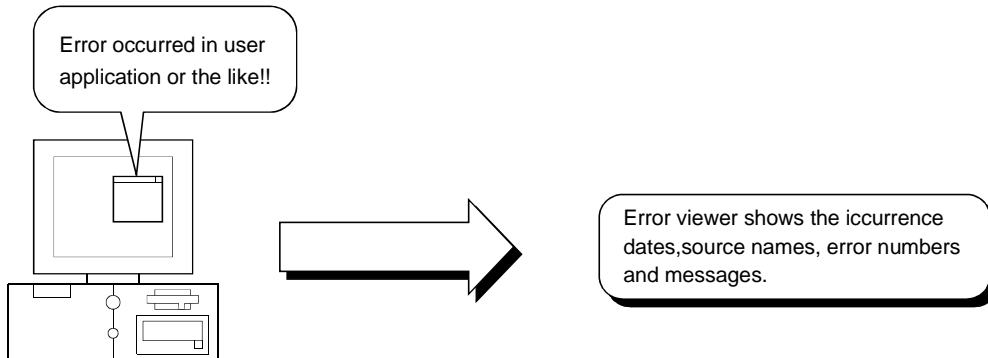 Error occurred in user
application or the like!!
Error viewer shows the iccurrence
dates,source names, error numbers
and messages.